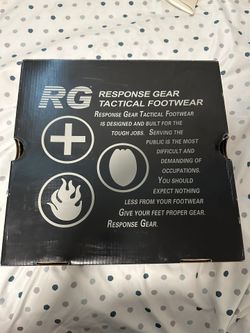 RG
RESPONSE GEAR
TACTICAL FOOTWEAR
RESPONSE GEAR TACTICAL FOOTWEAR
IS DESIGNED AND BUILT FOR THE
TOUGH JOBS. SERVING THE
PUBLIC IS THE MOST
DIFFICULT AND
DEMANDING OF
OCCUPATIONS.
YOU SHOULD
EXPECT NOTHING
LESS FROM YOUR FOOTWEAR
GIVE YOUR FEET PROPER GEAR.
RESPONSE GEAR.